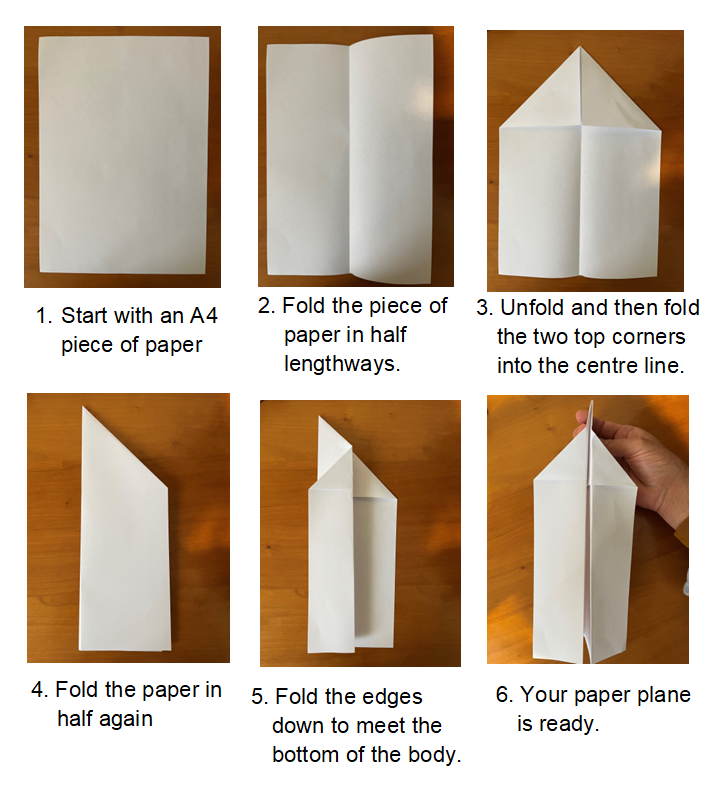 1. Start with an A4
piece of paper
2. Fold the piece of
paper in half
lengthways.
3. Unfold and then fold
the two top corners
into the centre line.
4. Fold the paper in
half again
5. Fold the edges
down to meet the
bottom of the body.
6. Your paper plane
is ready.